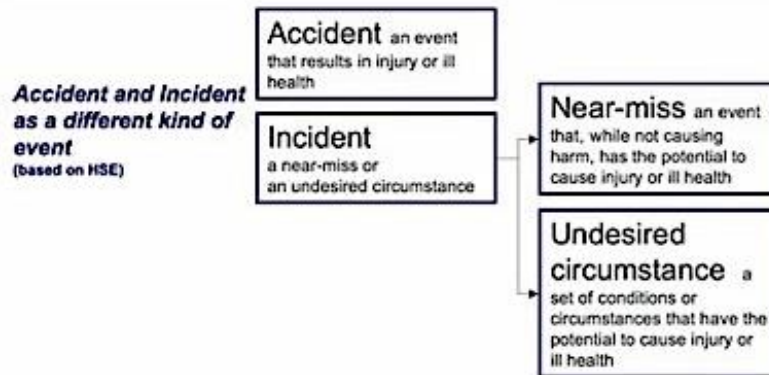 Accident and Incident
as a different kind of
event
(based on HSE)
Accident an event
that results in injury or ill
health
Incident
a near-miss or
an undesired circumstance
Near-miss an event
that, while not causing
harm, has the potential to
cause injury or ill health
Undesired
circumstance a
set of conditions or
circumstances that have the
potential to cause injury or
ill health